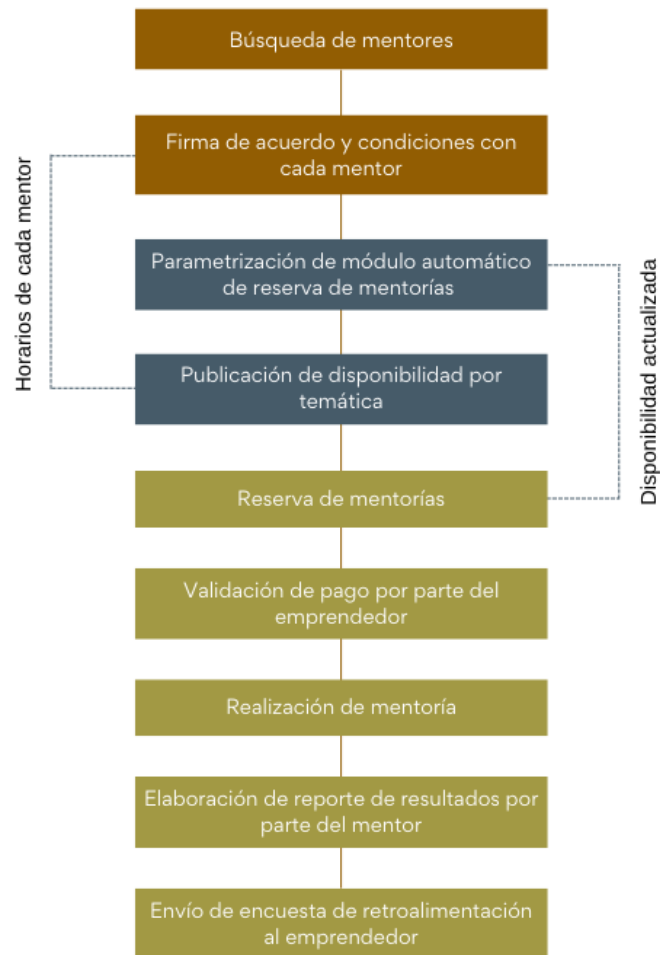 Búsqueda de mentores
Firma de acuerdo y condiciones con
cada mentor
Horarios de cada mentor
Parametrización de módulo automático
de reserva de mentorías
Disponibilidad actualizada
Publicación de disponibilidad por
temática
Reserva de mentorías
Validación de pago por parte del
emprendedor
Realización de mentoría
Elaboración de reporte de resultados por
parte del mentor
Envío de encuesta de retroalimentación
al emprendedor